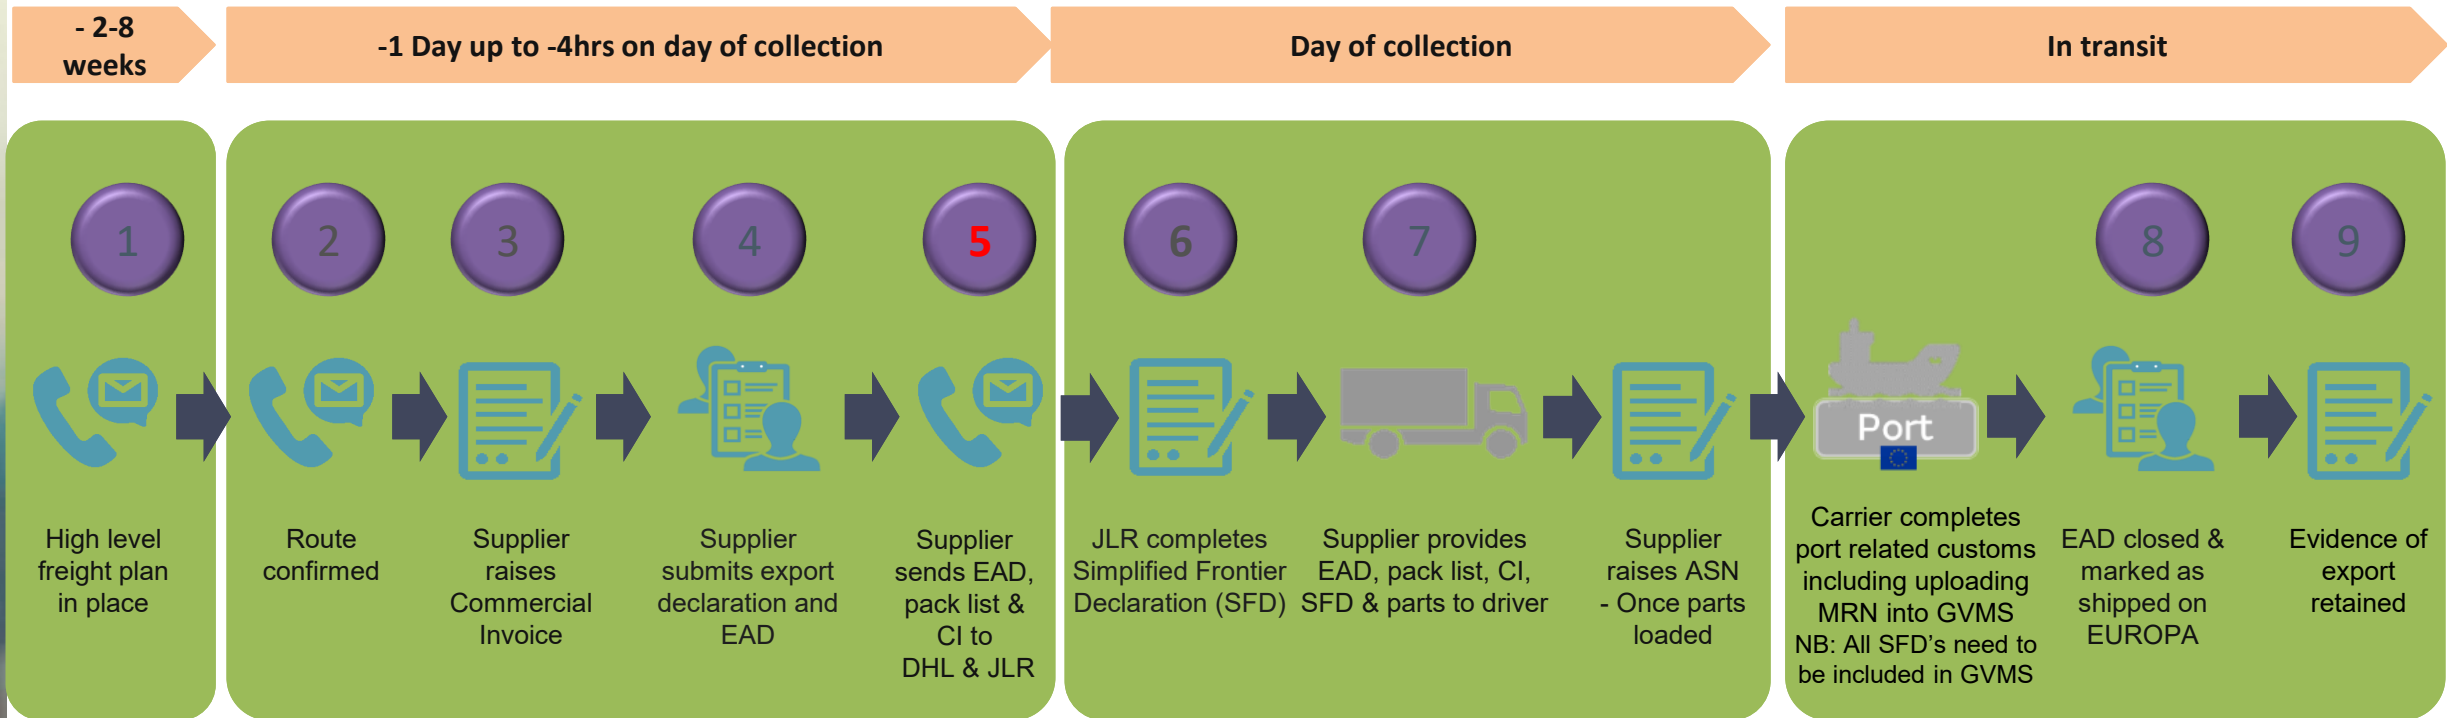 - 2-8
weeks
-1 Day up to -4hrs on day of collection
Day of collection
In transit
1
2
3
4
5
6
7
8
9
Port
High level
freight plan
in place
Route
confirmed
Supplier
raises
Commercial
Invoice
Supplier
submits export
declaration and
EAD
Supplier
sends EAD,
pack list &
CI to
DHL & JLR
JLR completes
Simplified Frontier
Declaration (SFD)
Supplier provides
EAD, pack list, CI,
SFD & parts to driver
Supplier
raises ASN
- Once parts
loaded
Carrier completes
port related customs
including uploading
MRN into GVMS
NB: All SFD's need to
be included in GVMS
EAD closed &
marked as
shipped on
EUROPA
Evidence of
export
retained